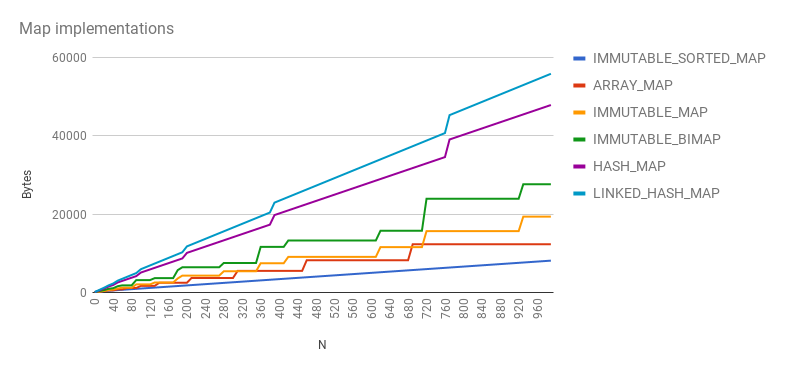 Map implementations
60000
40000
20000
0
Bytes
0 40 80 120 160 200 240 280 320 360 400 440 480 520 560 600 640 680 720 760 800 840 880 920 960
N
IMMUTABLE_SORTED_MAP
ARRAY_MAP
IMMUTABLE_MAP
IMMUTABLE_BIMAP
HASH_MAP
LINKED_HASH_MAP